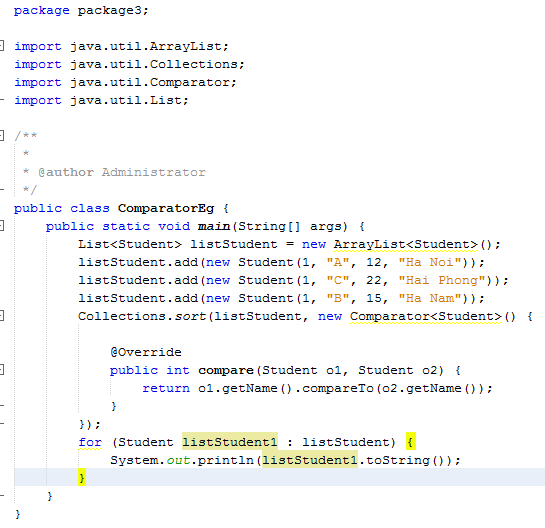 package package3;
import java.util.ArrayList;
import java.util.Collections;
import java.util.Comparator;
import java.util.List;
/**
 *
 * @author Administrator
 */
public class ComparatorEg {
    public static void main(String[] args) {
        List<Student> listStudent = new ArrayList<Student>();
        listStudent.add(new Student(1, "A", 12, "Ha Noi"));
        listStudent.add(new Student(1, "C", 22, "Hai Phong"));
        listStudent.add(new Student(1, "B", 15, "Ha Nam"));
        Collections.sort(listStudent, new Comparator<Student>() {
            @Override
            public int compare(Student o1, Student o2) {
                return o1.getName().compareTo(o2.getName());
            }
        });
        for (Student listStudent1 : listStudent) {
            System.out.println(listStudent1.toString());
        }
    }
}